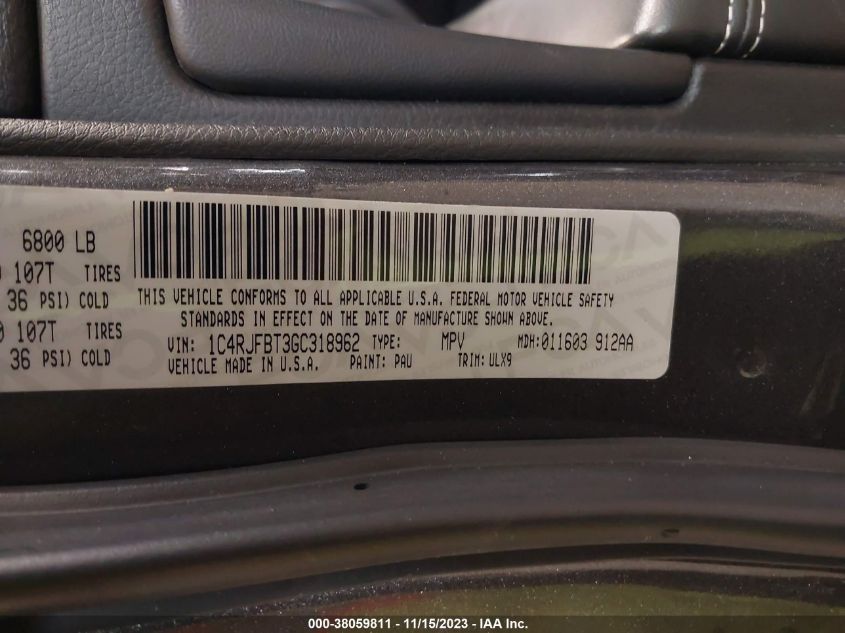 6800 LB
107T TIRES
36 PSI) COLD
107T TIRES
36 PSI) COLD
THIS VEHICLE CONFORMS TO ALL APPLICABLE U.S.A. FEDERAL MOTOR VEHICLE SAFETY
STANDARDS IN EFFECT ON THE DATE OF MANUFACTURE SHOWN ABOVE.
VIN: 1C4RJFBT3GC318962 TYPE: MPV MDH:011603 912AA
VEHICLE MADE IN U.S.A. PAINT: PAU TRIM:ULX9
000-38059811 - 11/15/2023 - IAA Inc.